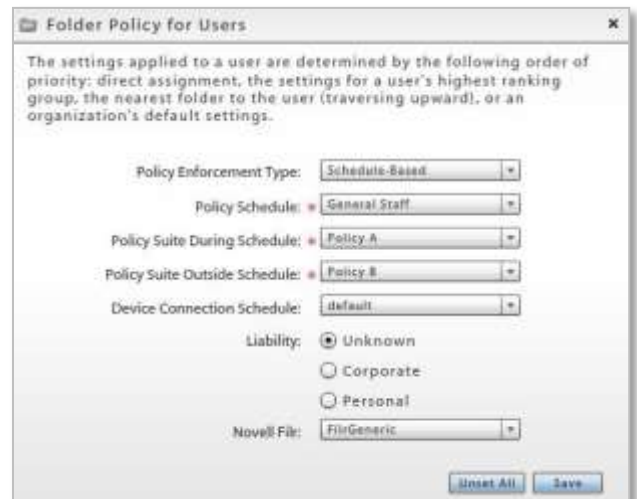 Folder Policy for Users
The settings applied to a user are determined by the following order of
priority: direct assignment, the settings for a user's highest ranking
group, the nearest folder to the user (traversing upward), or an
organization's default settings.
Policy Enforcement Type: Schedule-Based
Policy Schedule: * General Staff
Policy Suite During Schedule: * Policy A
Policy Suite Outside Schedule: * Policy B
Device Connection Schedule: default
Liability: Unknown
Corporate
Personal
Novell Filr: FilrGeneric
Unset All Save